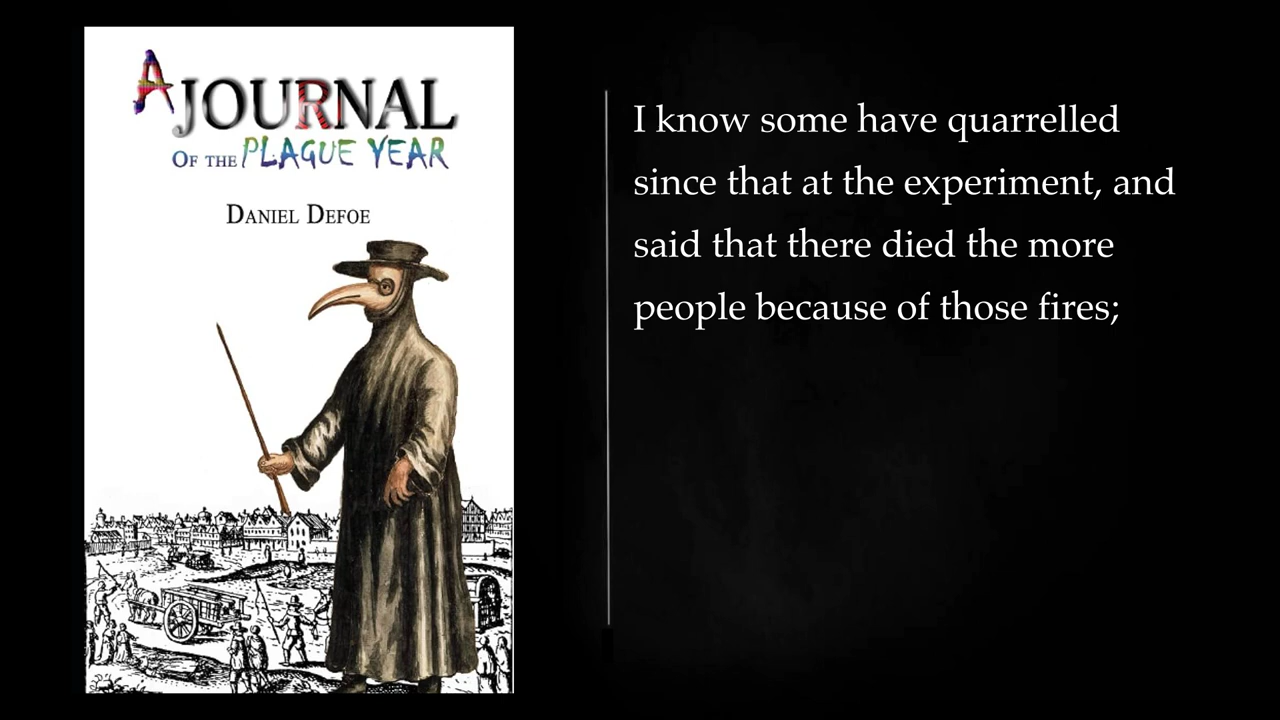 A JOURNAL
OF THE PLAGUE YEAR
DANIEL DEFOE
I know some have quarrelled
since that at the experiment, and
said that there died the more
people because of those fires;